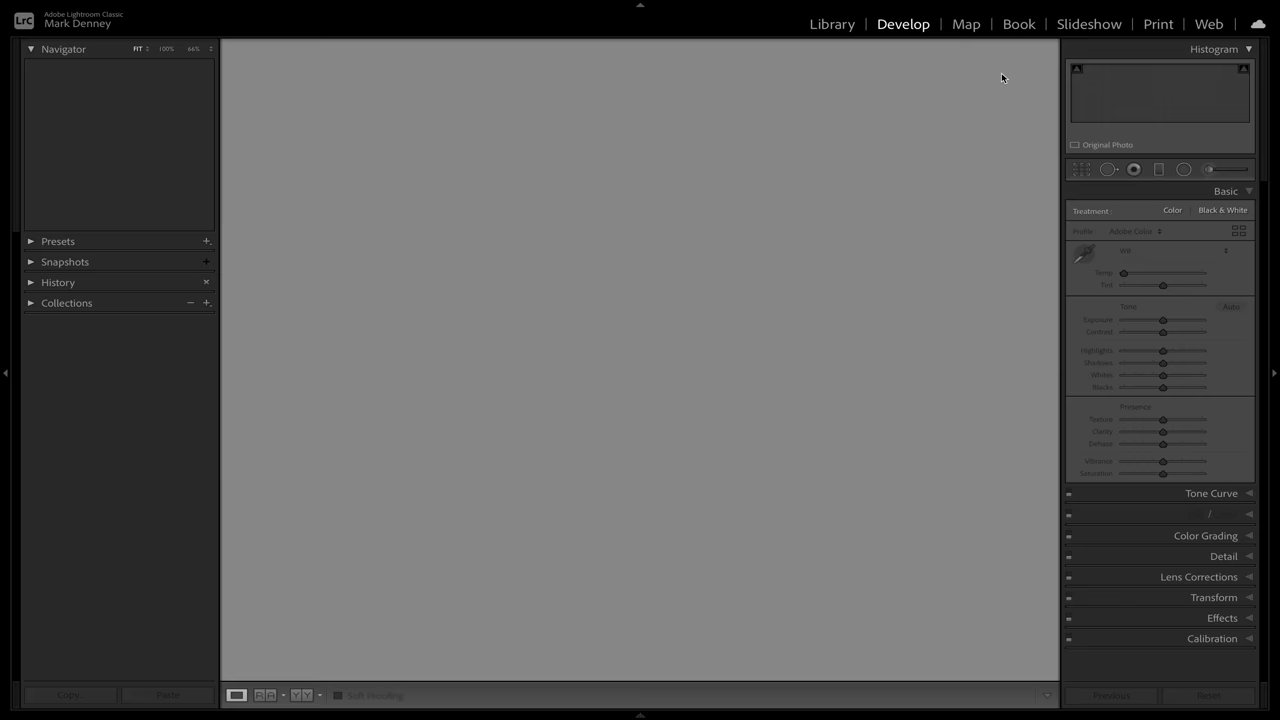 LrC
Adobe Lightroom Classic
Mark Denney
Library | Develop | Map | Book | Slideshow | Print | Web
Navigator FIT 100% 66%
Presets
Snapshots
History
Collections
Copy... Paste
R A Y Y Soft Proofing
Histogram
Original Photo
Basic
Treatment : Color | Black & White
Profile Adobe Color
WB
Temp
Tint
Tone Auto
Exposure
Contrast
Highlights
Shadows
Whites
Blacks
Presence
Texture
Clarity
Dehaze
Vibrance
Saturation
Tone Curve
/
Color Grading
Detail
Lens Corrections
Transform
Effects
Calibration
Previous Reset